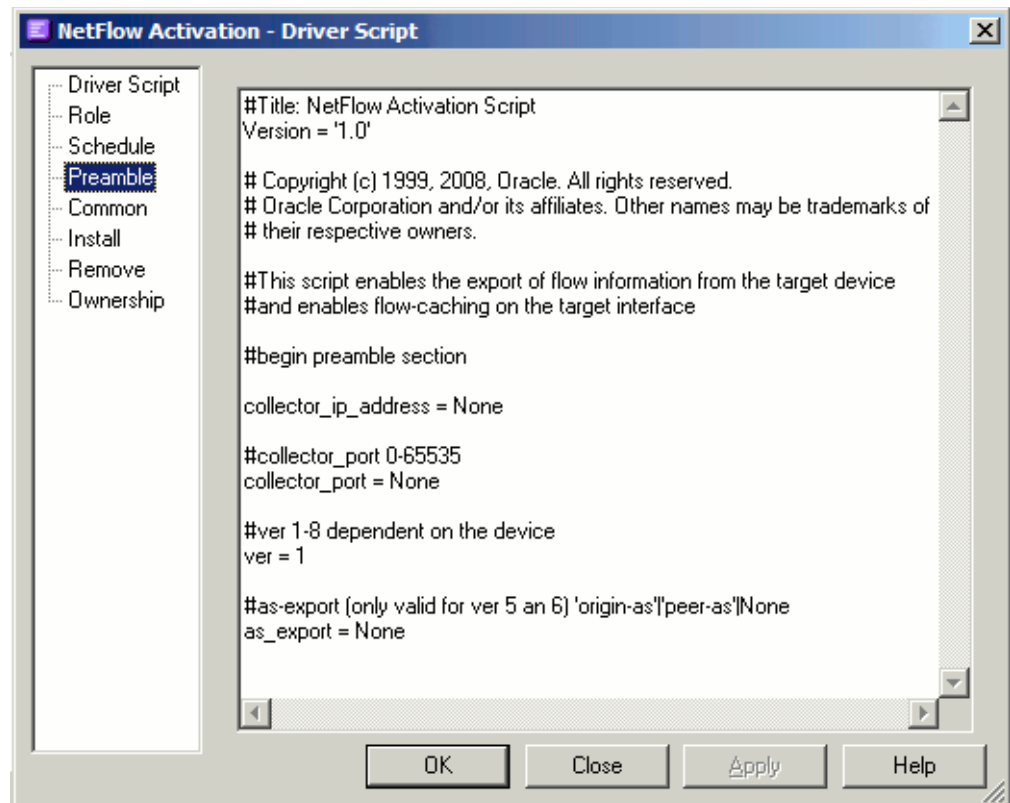 NetFlow Activation - Driver Script
Driver Script
Role
Schedule
Preamble
Common
Install
Remove
Ownership
#Title: NetFlow Activation Script
Version = '1.0'
# Copyright (c) 1999, 2008, Oracle. All rights reserved.
# Oracle Corporation and/or its affiliates. Other names may be trademarks of
# their respective owners.
#This script enables the export of flow information from the target device
#and enables flow-caching on the target interface
#begin preamble section
collector_ip_address = None
#collector_port 0-65535
collector_port = None
#ver 1-8 dependent on the device
ver = 1
#as-export (only valid for ver 5 an 6) 'origin-as'|'peer-as'|None
as_export = None
OK
Close
Apply
Help